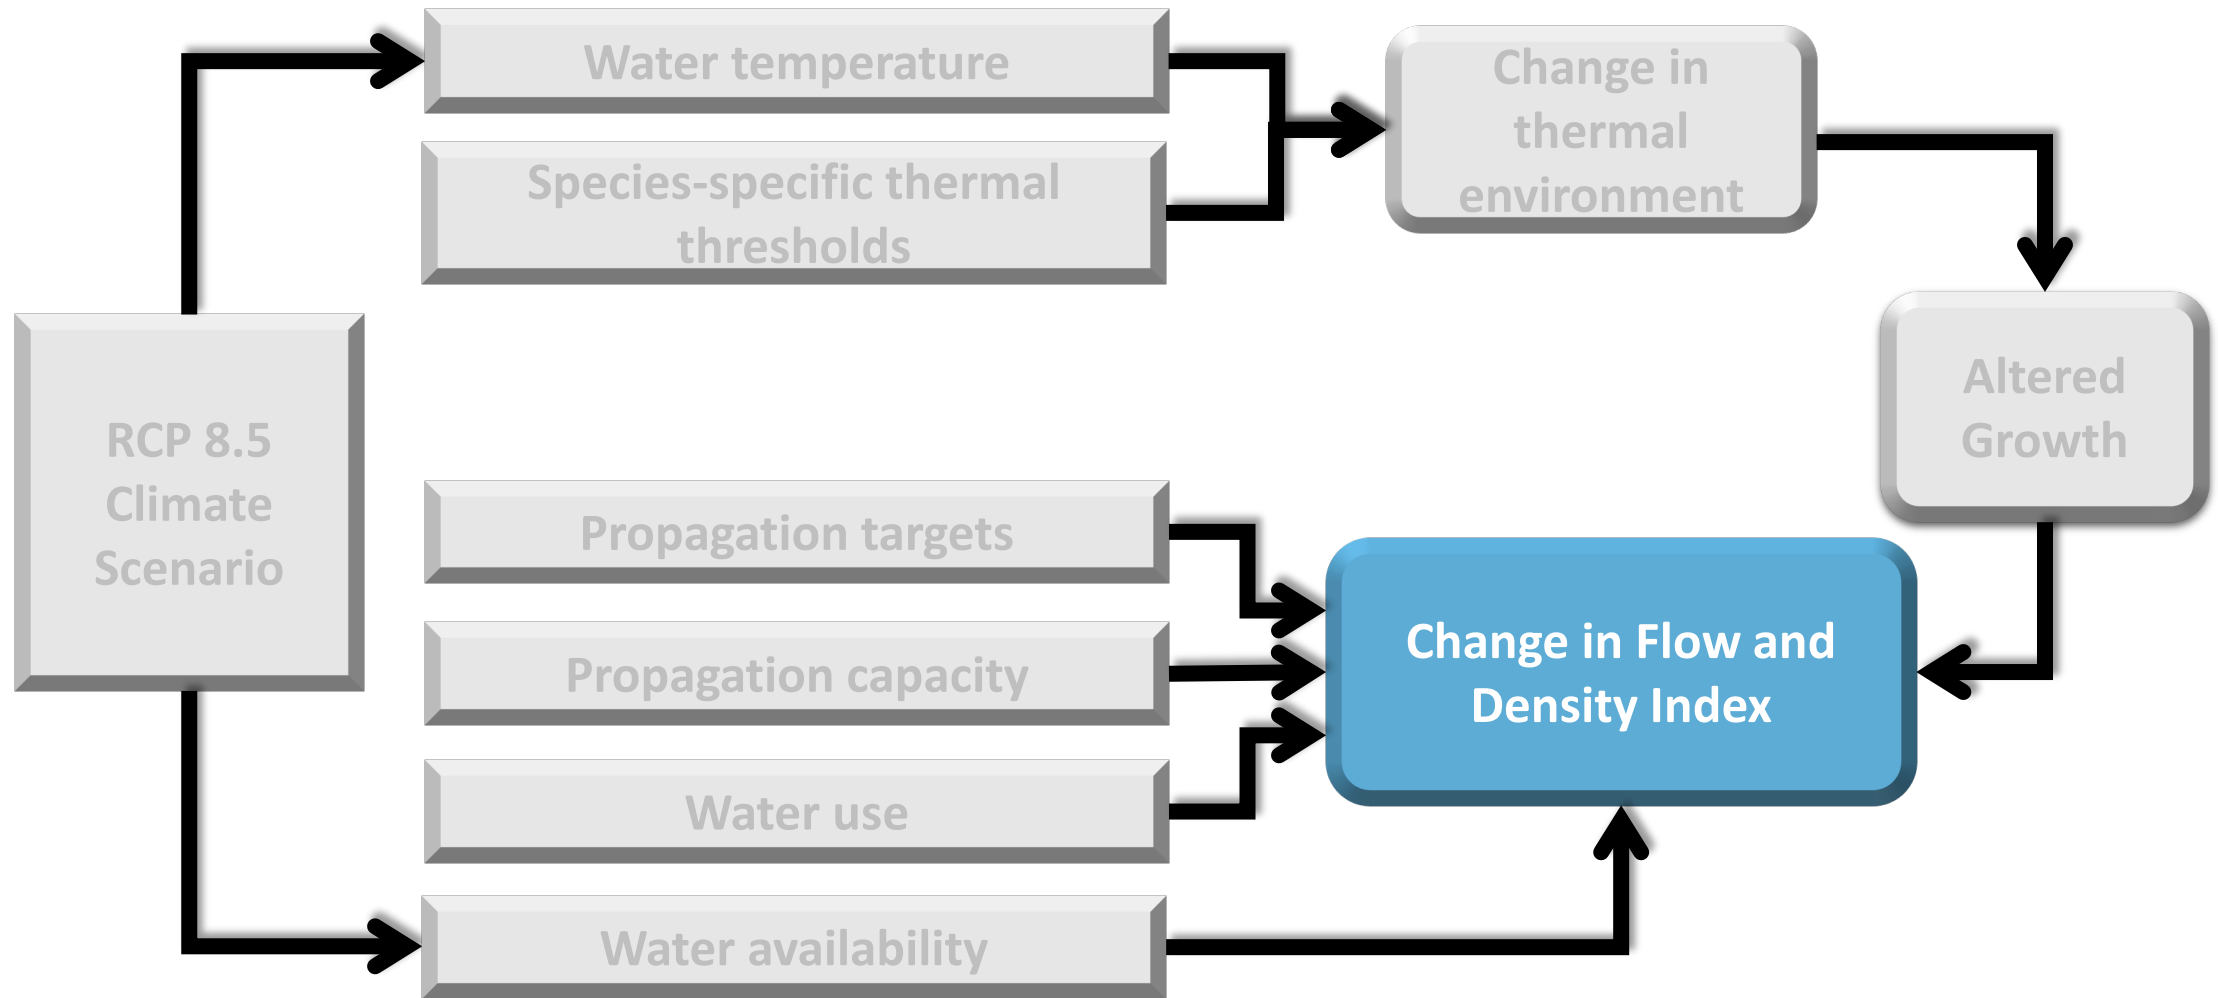 Water temperature
Change in
thermal
environment
Species-specific thermal
thresholds
RCP 8.5
Climate
Scenario
Altered
Growth
Propagation targets
Propagation capacity
Water use
Water availability
Change in Flow and
Density Index